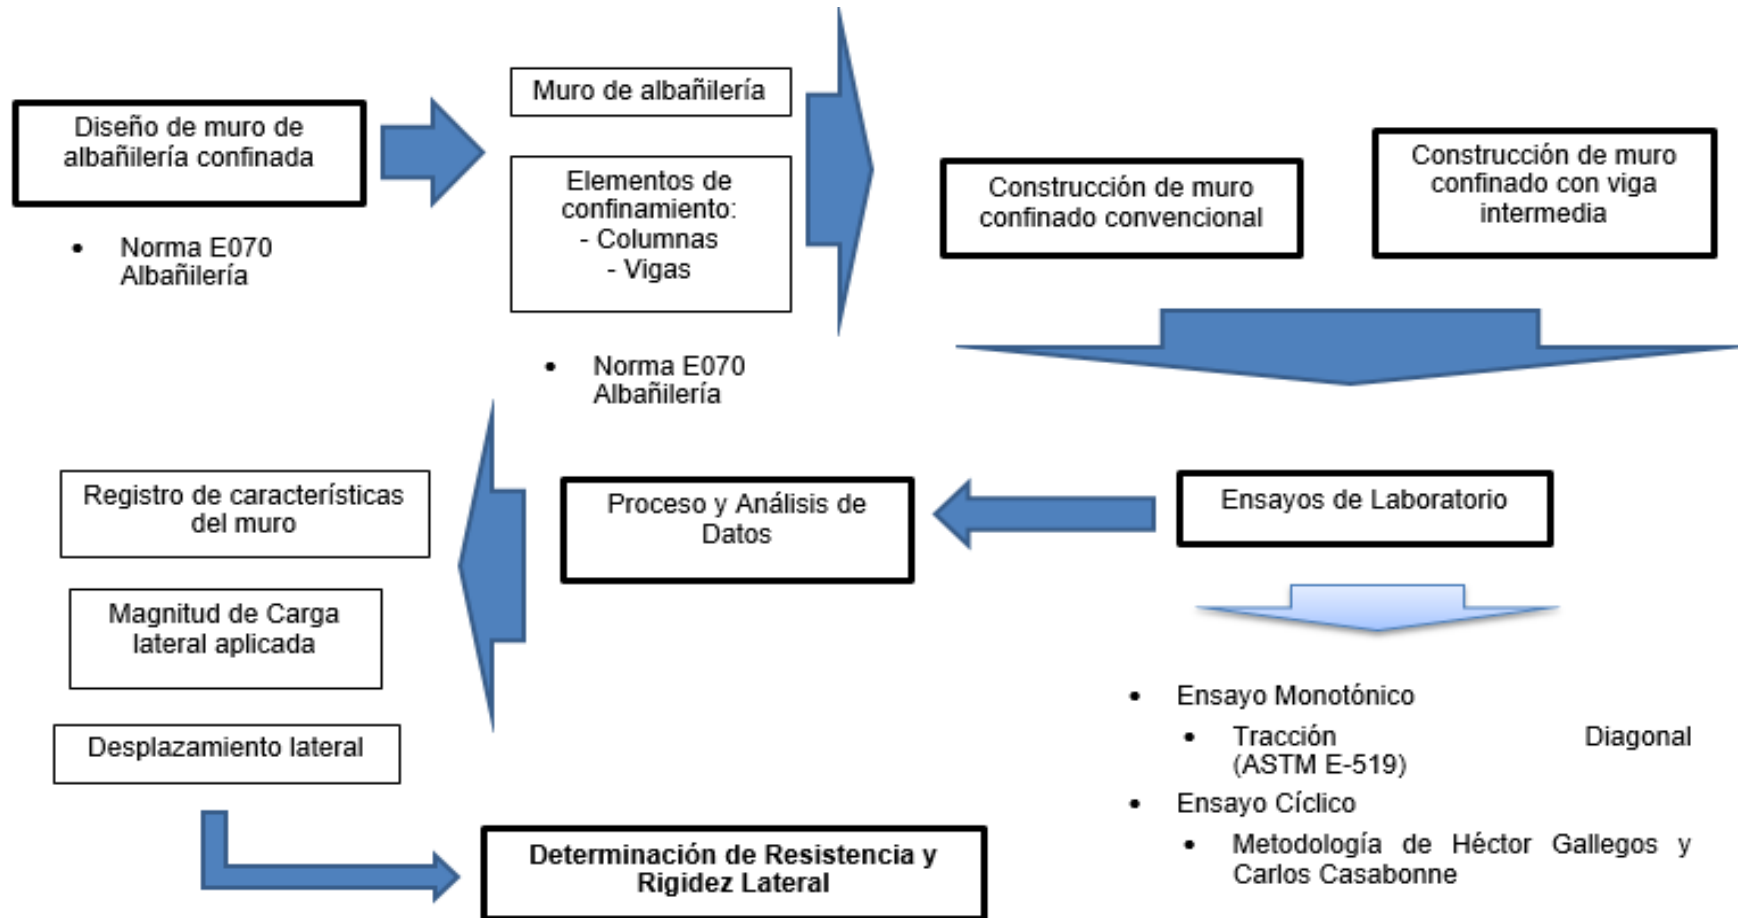 Diseño de muro de
albañilería confinada
• Norma E070
Albañilería
Muro de albañilería
Elementos de
confinamiento:
- Columnas
- Vigas
• Norma E070
Albañilería
Construcción de muro
confinado convencional
Construcción de muro
confinado con viga
intermedia
Ensayos de Laboratorio
• Ensayo Monotónico
• Tracción Diagonal
(ASTM E-519)
• Ensayo Cíclico
• Metodología de Héctor Gallegos y
Carlos Casabonne
Proceso y Análisis de
Datos
Registro de características
del muro
Magnitud de Carga
lateral aplicada
Desplazamiento lateral
Determinación de Resistencia y
Rigidez Lateral